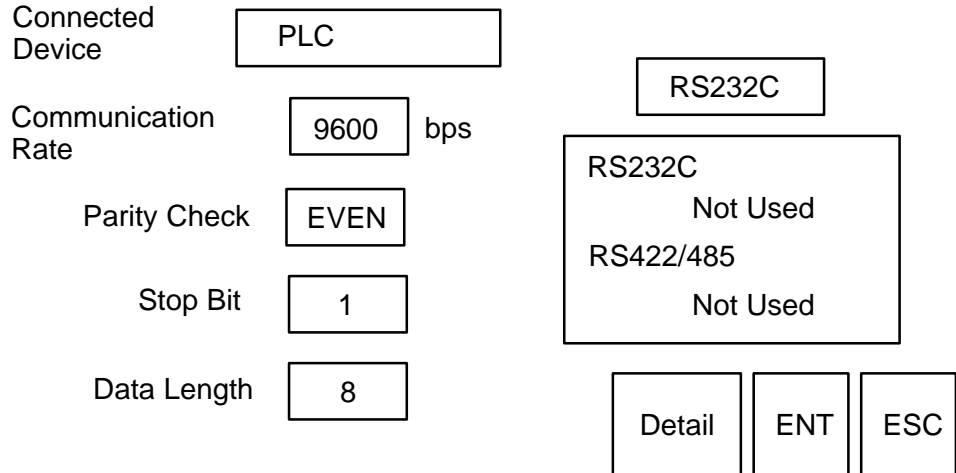 Connected
Device
PLC
RS232C
Communication
Rate
9600 bps
RS232C
Not Used
Parity Check EVEN
RS422/485
Stop Bit 1
Not Used
Data Length 8
Detail ENT ESC